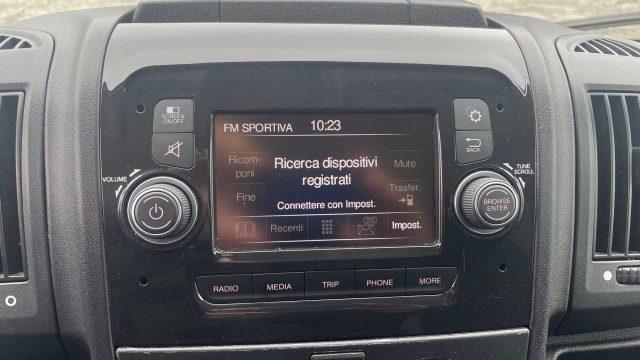 SCREEN
ON/OFF
FM SPORTIVA 10:23
Ricom-
poni
Ricerca dispositivi
registrati
Mute
Fine
Connettere con Impost.
Trasfer.
Recenti
Impost.
BACK
VOLUME
TUNE
SCROLL
BROWSE
ENTER
RADIO
MEDIA
TRIP
PHONE
MORE